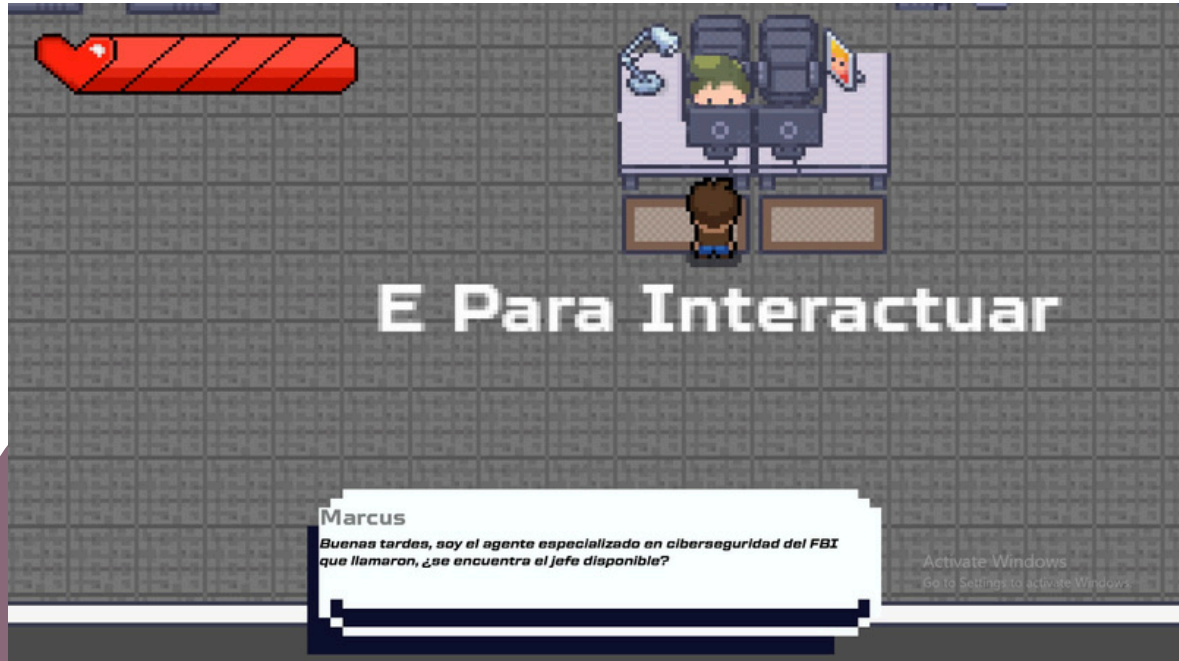 E Para Interactuar
Marcus
Buenas tardes, soy el agente especializado en ciberseguridad del FBI
que llamaron, ¿se encuentra el jefe disponible?
Activate Windows
Go to Settings to activate Windows.